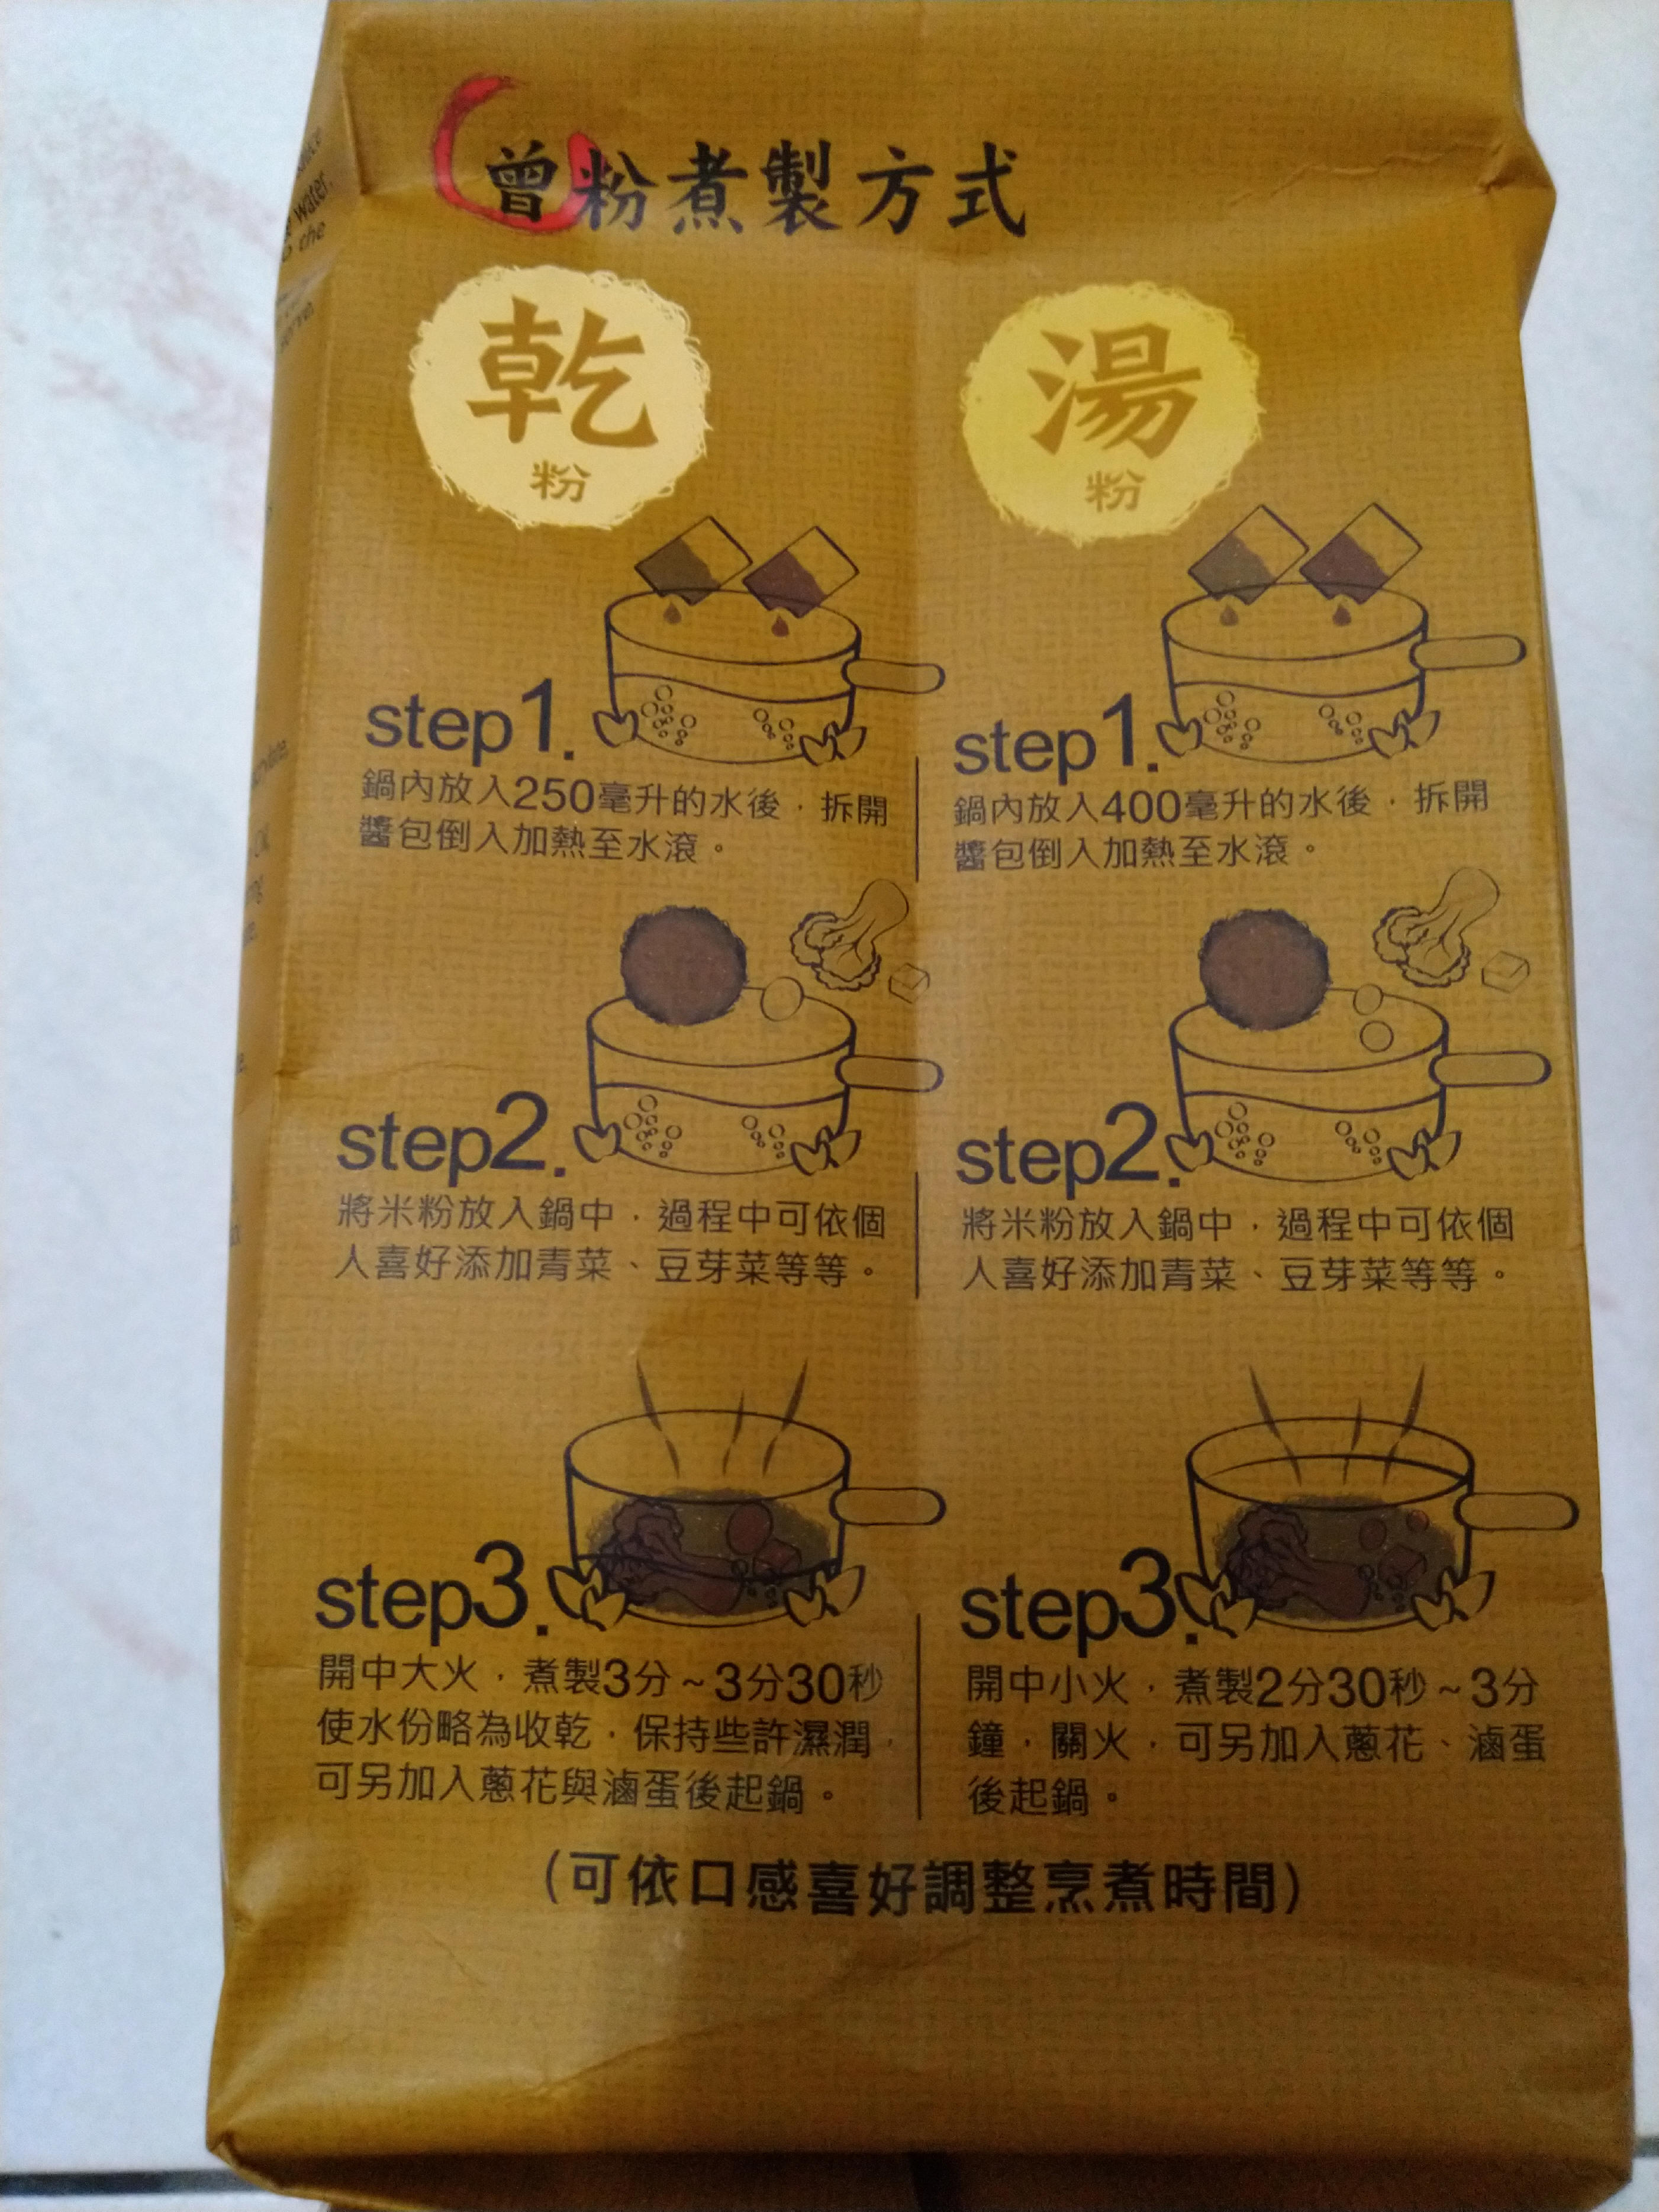 曾粉煮製方式
乾
粉
step1.
鍋內放入250毫升的水後，拆開
醬包倒入加熱至水滾。
step2.
將米粉放入鍋中，過程中可依個
人喜好添加青菜、豆芽菜等等。
step3.
開中大火，煮製3分~3分30秒
使水份略為收乾，保持些許濕潤，
可另加入蔥花與滷蛋後起鍋。
湯
粉
step1.
鍋內放入400毫升的水後，拆開
醬包倒入加熱至水滾。
step2.
將米粉放入鍋中，過程中可依個
人喜好添加青菜、豆芽菜等等。
step3.
開中小火，煮製2分30秒~3分
鐘，關火，可另加入蔥花、滷蛋
後起鍋。
(可依口感喜好調整烹煮時間)
water,
the